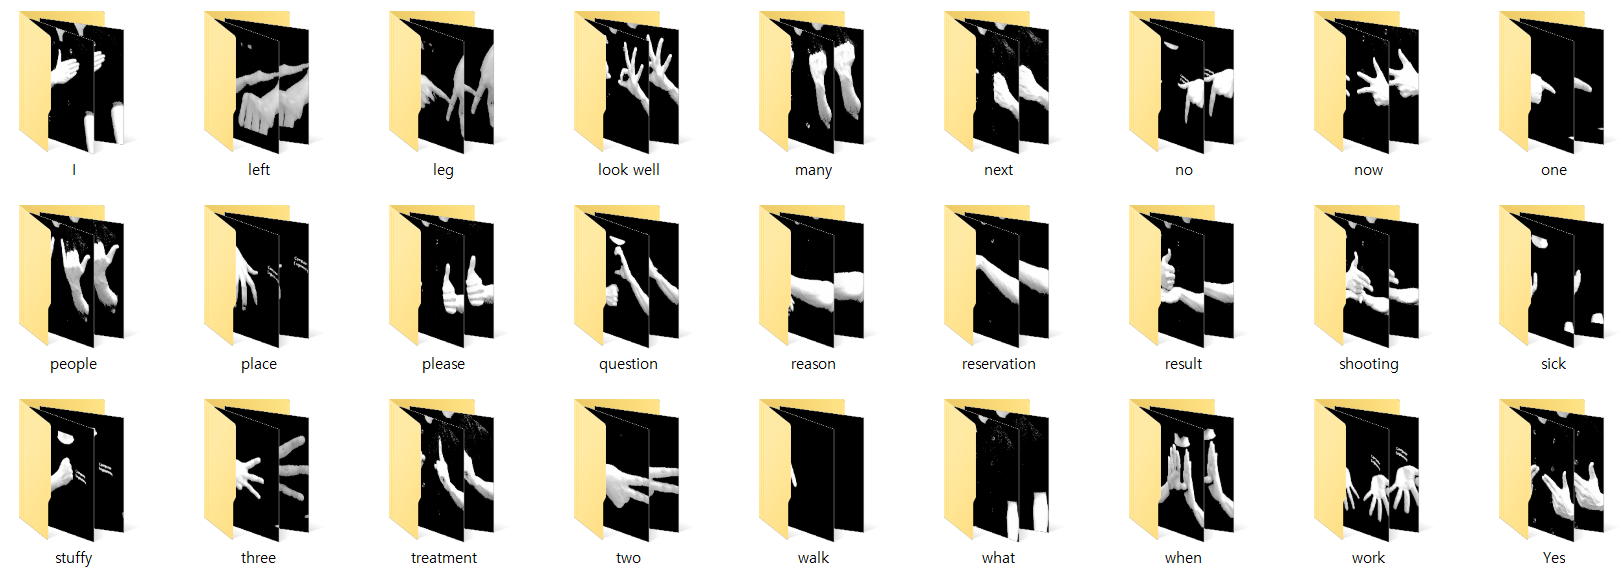 I left leg look well many next no now one
people place please question reason reservation result shooting sick
stuffy three treatment two walk what when work Yes